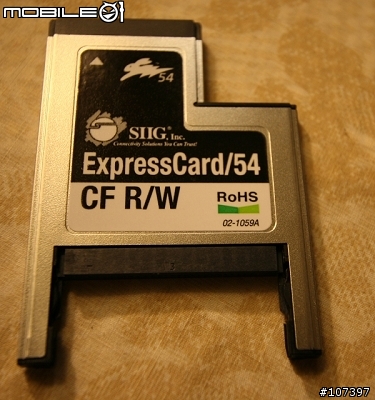 MOBILE01
54
SIIG, Inc.
Connectivity Solutions You Can Trust!
ExpressCard/54
CF R/W
RoHS
02-1059A
#107397